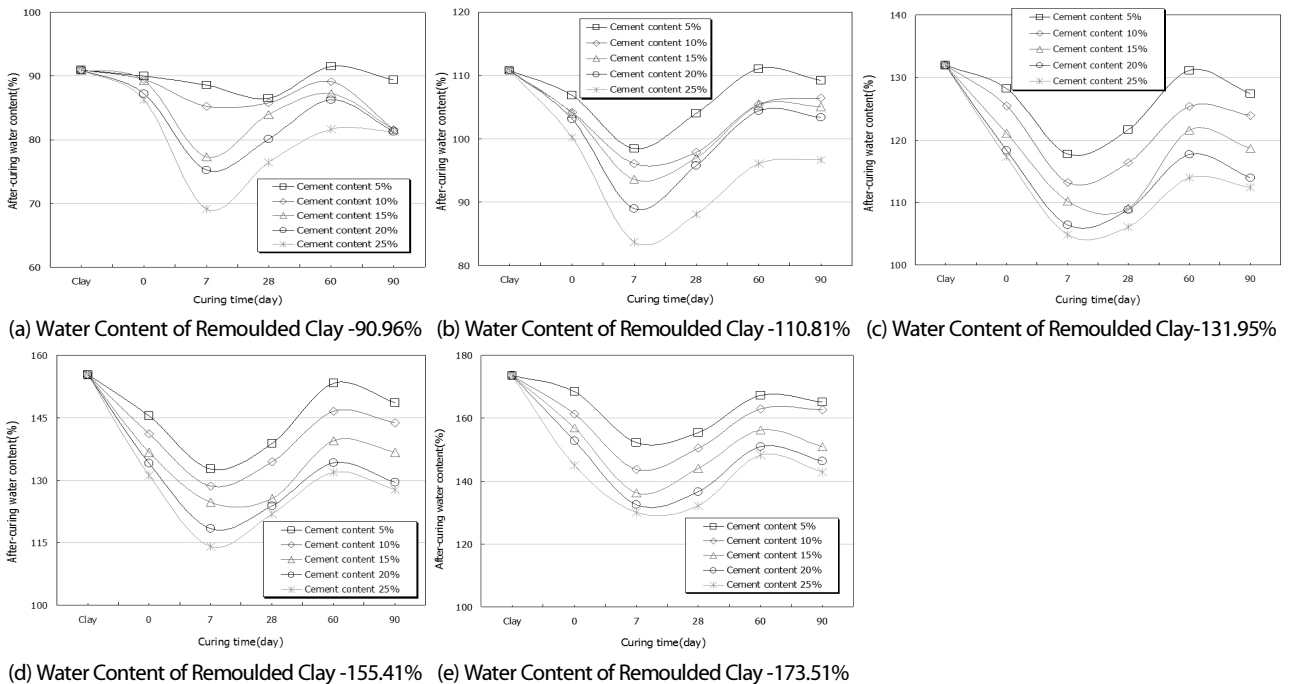 100
90
80
70
60
After-curing water content(%)
Cement content 5%
Cement content 10%
Cement content 15%
Cement content 20%
Cement content 25%
Clay 0 7 28 60 90
Curing time(day)
(a) Water Content of Remoulded Clay -90.96%
120
110
100
90
80
After-curing water content(%)
Cement content 5%
Cement content 10%
Cement content 15%
Cement content 20%
Cement content 25%
Clay 0 7 28 60 90
Curing time(day)
(b) Water Content of Remoulded Clay -110.81%
140
130
120
110
100
After-curing water content(%)
Cement content 5%
Cement content 10%
Cement content 15%
Cement content 20%
Cement content 25%
Clay 0 7 28 60 90
Curing time(day)
(c) Water Content of Remoulded Clay-131.95%
160
145
130
115
100
After-curing water content(%)
Cement content 5%
Cement content 10%
Cement content 15%
Cement content 20%
Cement content 25%
Clay 0 7 28 60 90
Curing time(day)
(d) Water Content of Remoulded Clay -155.41%
180
160
140
120
100
After-curing water content(%)
Cement content 5%
Cement content 10%
Cement content 15%
Cement content 20%
Cement content 25%
Clay 0 7 28 60 90
Curing time(day)
(e) Water Content of Remoulded Clay -173.51%